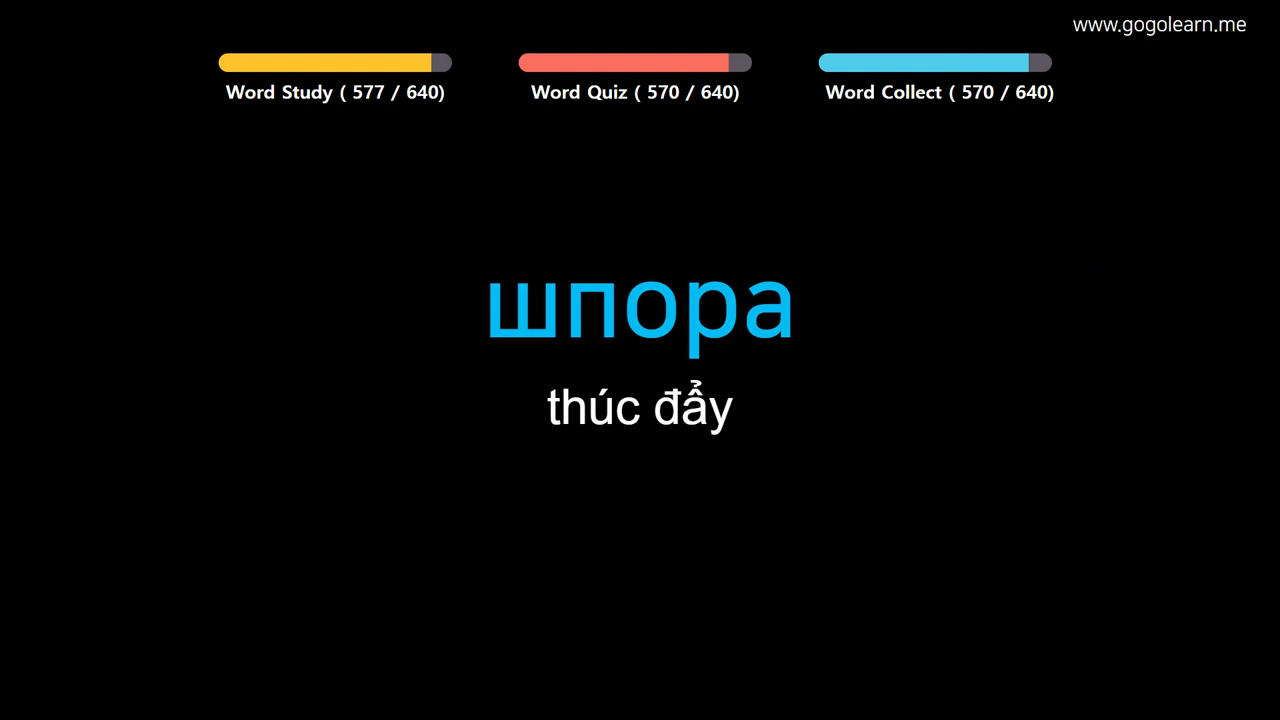 www.gogolearn.me
Word Study ( 577 / 640)
Word Quiz ( 570 / 640)
Word Collect ( 570 / 640)
шпора
thúc đẩy